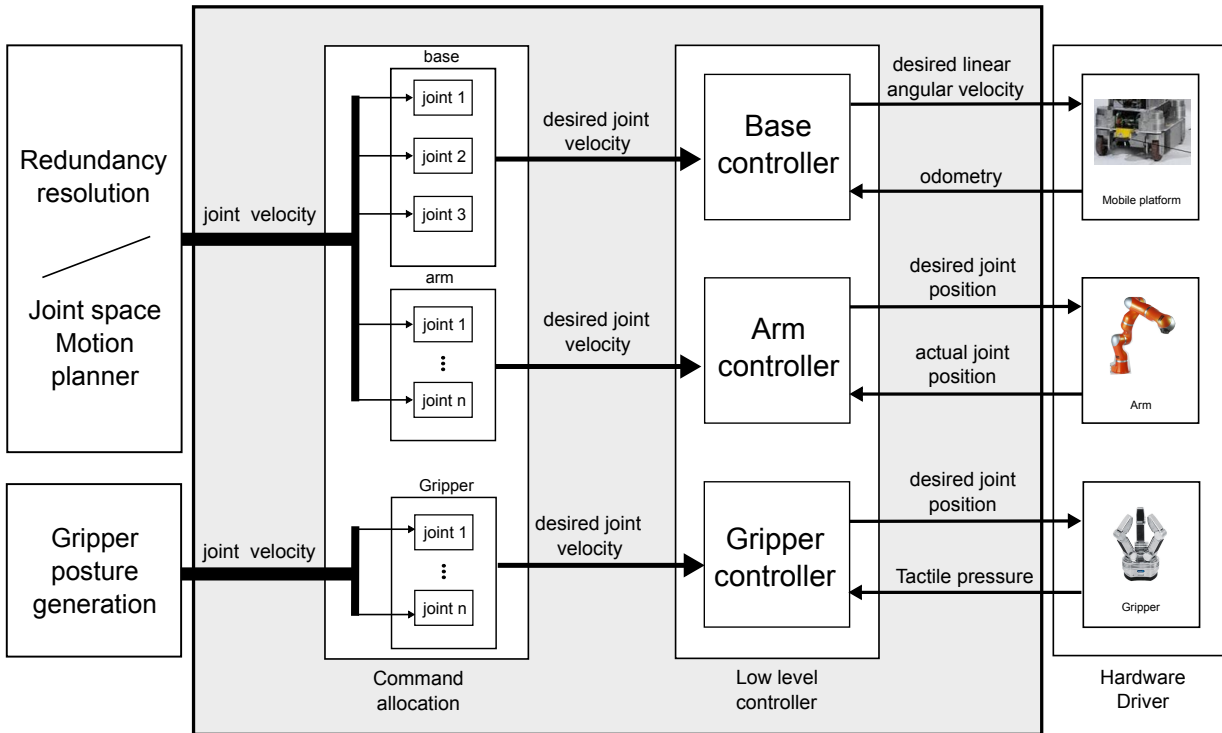 Redundancy
resolution
Joint space
Motion
planner
Gripper
posture
generation
joint velocity
joint velocity
base
joint 1
joint 2
joint 3
arm
joint 1
joint n
Gripper
joint 1
joint n
Command
allocation
desired joint
velocity
desired joint
velocity
desired joint
velocity
Base
controller
Arm
controller
Gripper
controller
Low level
controller
desired linear
angular velocity
odometry
desired joint
position
actual joint
position
desired joint
position
Tactile pressure
Mobile platform
Arm
Gripper
Hardware
Driver